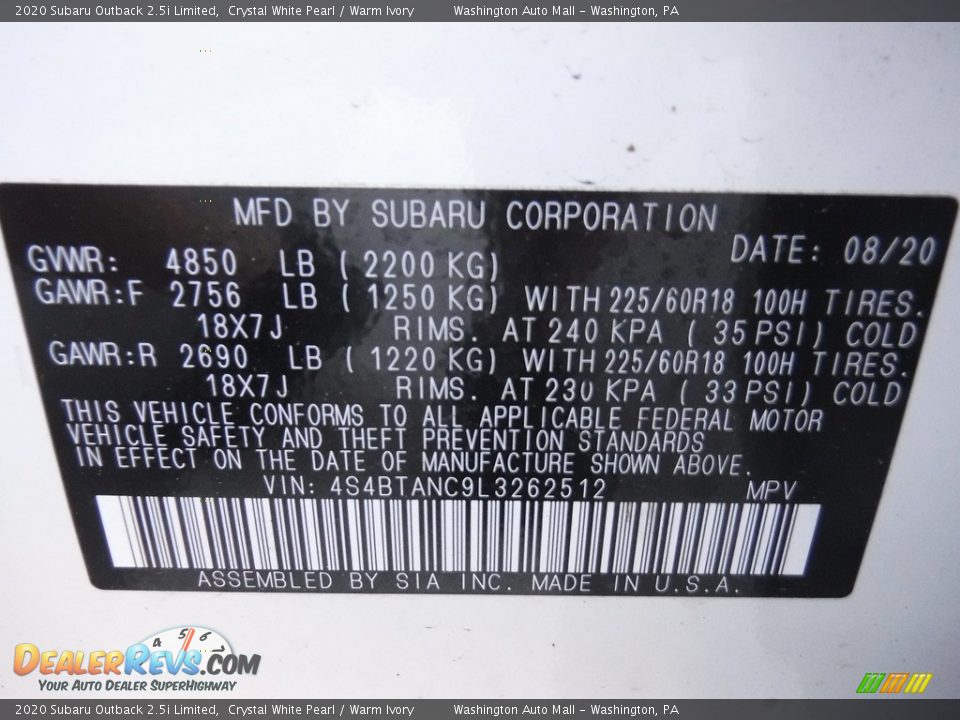 2020 Subaru Outback 2.5i Limited, Crystal White Pearl / Warm Ivory Washington Auto Mall - Washington, PA
MFD BY SUBARU CORPORATION
DATE: 08/20
GVWR: 4850 LB ( 2200 KG)
GAWR:F 2756 LB ( 1250 KG) WITH 225/60R18 100H TIRES.
18X7J RIMS. AT 240 KPA ( 35 PSI) COLD
GAWR:R 2690 LB ( 1220 KG) WITH 225/60R18 100H TIRES.
18X7J RIMS. AT 230 KPA ( 33 PSI) COLD
THIS VEHICLE CONFORMS TO ALL APPLICABLE FEDERAL MOTOR
VEHICLE SAFETY AND THEFT PREVENTION STANDARDS
IN EFFECT ON THE DATE OF MANUFACTURE SHOWN ABOVE.
VIN: 4S4BTANC9L3262512 MPV
ASSEMBLED BY SIA INC. MADE IN U.S.A.
4 5 6
DEALERREVS.COM
YOUR AUTO DEALER SUPERHIGHWAY
2020 Subaru Outback 2.5i Limited, Crystal White Pearl / Warm Ivory Washington Auto Mall - Washington, PA